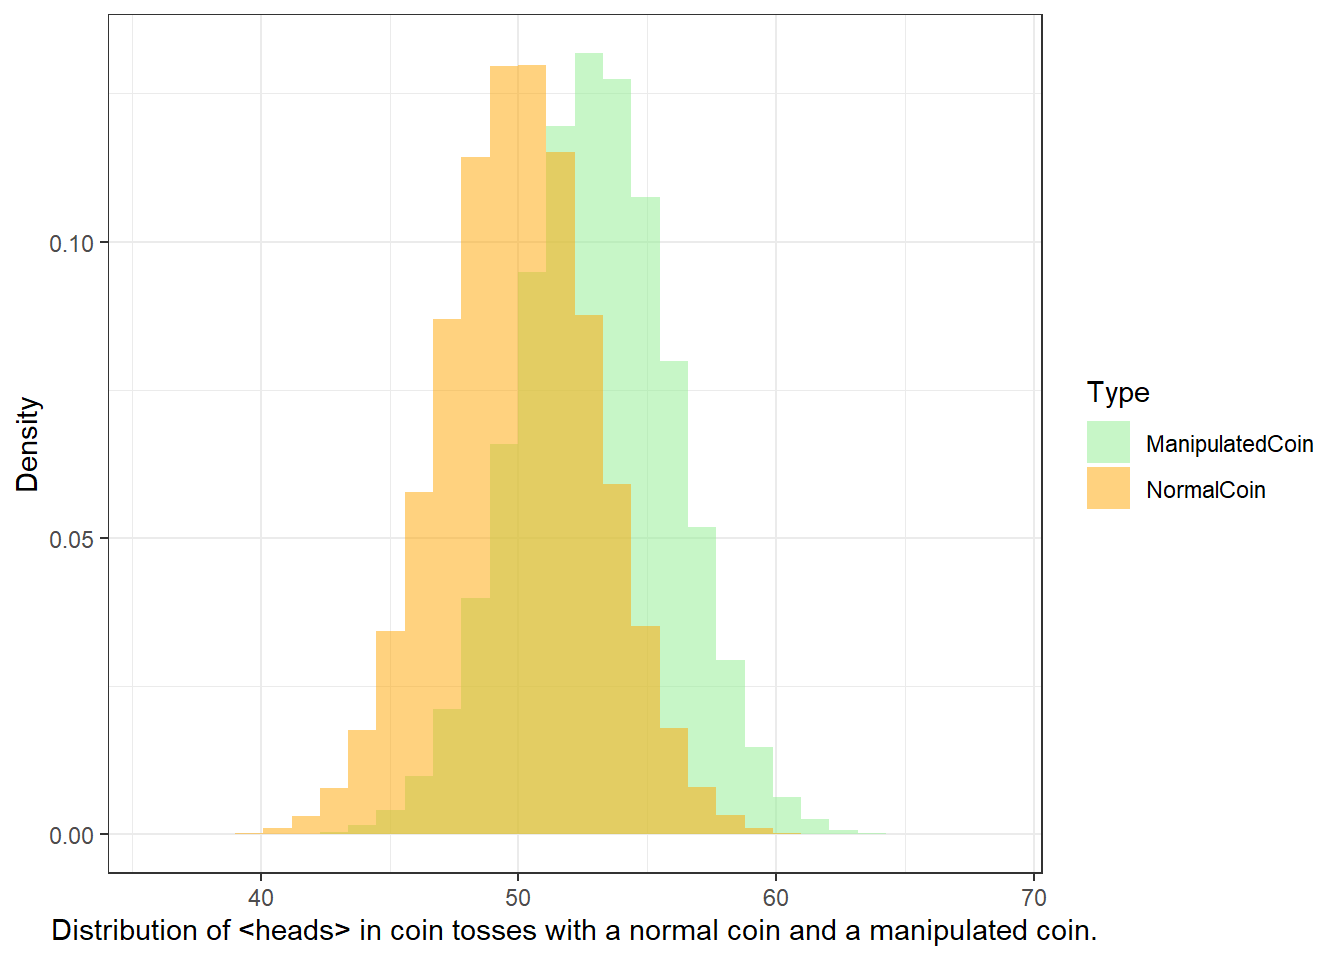 Density
0.10
0.05
0.00
40
50
60
70
Distribution of <heads> in coin tosses with a normal coin and a manipulated coin.
Type
ManipulatedCoin
NormalCoin